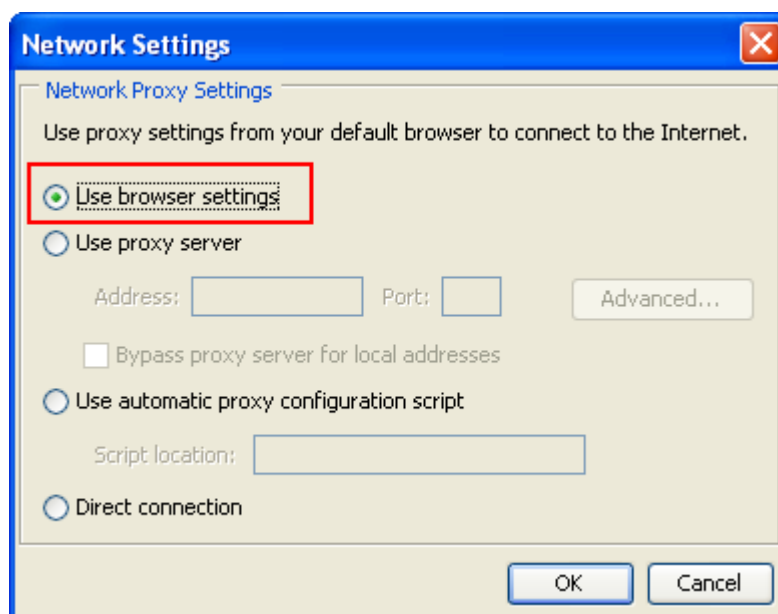 Network Settings
Network Proxy Settings
Use proxy settings from your default browser to connect to the Internet.
Use browser settings
Use proxy server
Address: Port: Advanced...
Bypass proxy server for local addresses
Use automatic proxy configuration script
Script location:
Direct connection
OK Cancel